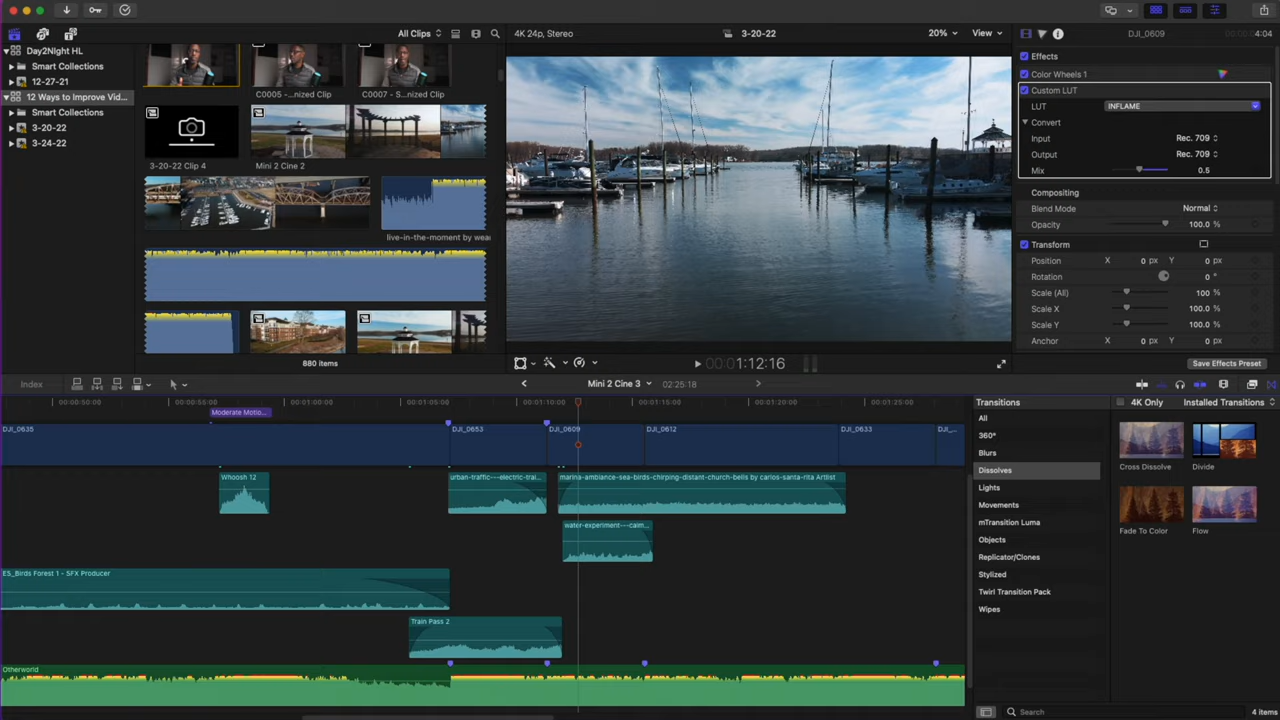 All Clips
4K 24p, Stereo
3-20-22
20%
View
DJI_0609
4:04
Day2Night HL
Smart Collections
12-27-21
12 Ways to Improve Vid...
Smart Collections
3-20-22
3-24-22
C0005 - ...nized Clip
C0007 - ...Synized Clip
3-20-22 Clip 4
Mini 2 Cine 2
live-in-the-moment by wear
880 items
Effects
Color Wheels 1
Custom LUT
LUT
INFLAME
Convert
Input
Rec. 709
Output
Rec. 709
Mix
0.5
Compositing
Blend Mode
Normal
Opacity
100.0 %
Transform
Position
X
0 px
Y
0 px
Rotation
0 °
Scale (All)
100 %
Scale X
100.0 %
Scale Y
100.0 %
Anchor
X
0 px
Y
0 px
00:00:1:12:16
Save Effects Preset
Index
Mini 2 Cine 3
02:25:18
00:00:50:00
00:00:55:00
00:01:00:00
00:01:05:00
00:01:10:00
00:01:15:00
00:01:20:00
00:01:25:00
Moderate Motio...
DJI_0635
DJI_0653
DJI_0609
DJI_0612
DJI_0633
DJI_...
Whoosh 12
urban-traffic---electric-trai...
marina-ambiance-sea-birds-chirping-distant-church-bells by carlos-santa-rita Artlist
water-experiment---calm...
ES_Birds Forest 1 - SFX Producer
Train Pass 2
Otherworld
Transitions
4K Only
Installed Transitions
All
360°
Blurs
Dissolves
Lights
Movements
mTransition Luma
Objects
Replicator/Clones
Stylized
Twirl Transition Pack
Wipes
Cross Dissolve
Divide
Fade To Color
Flow
Search
4 items